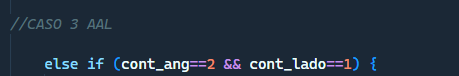 //CASO 3 AAL
else if (cont_ang==2 && cont_lado==1) {